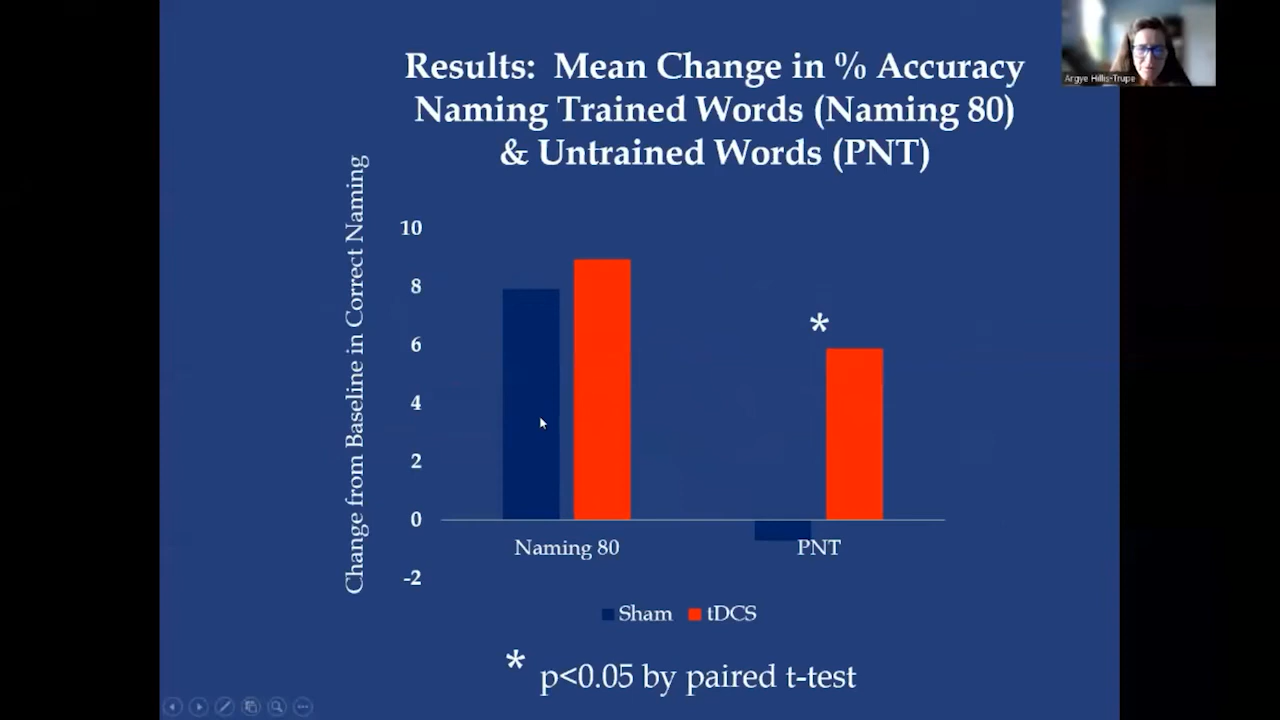 Results: Mean Change in % Accuracy
Naming Trained Words (Naming 80)
& Untrained Words (PNT)
Argye Hillis-Trupe
Change from Baseline in Correct Naming
10
8
6
4
2
0
-2
*
Naming 80
PNT
Sham
tDCS
* p<0.05 by paired t-test